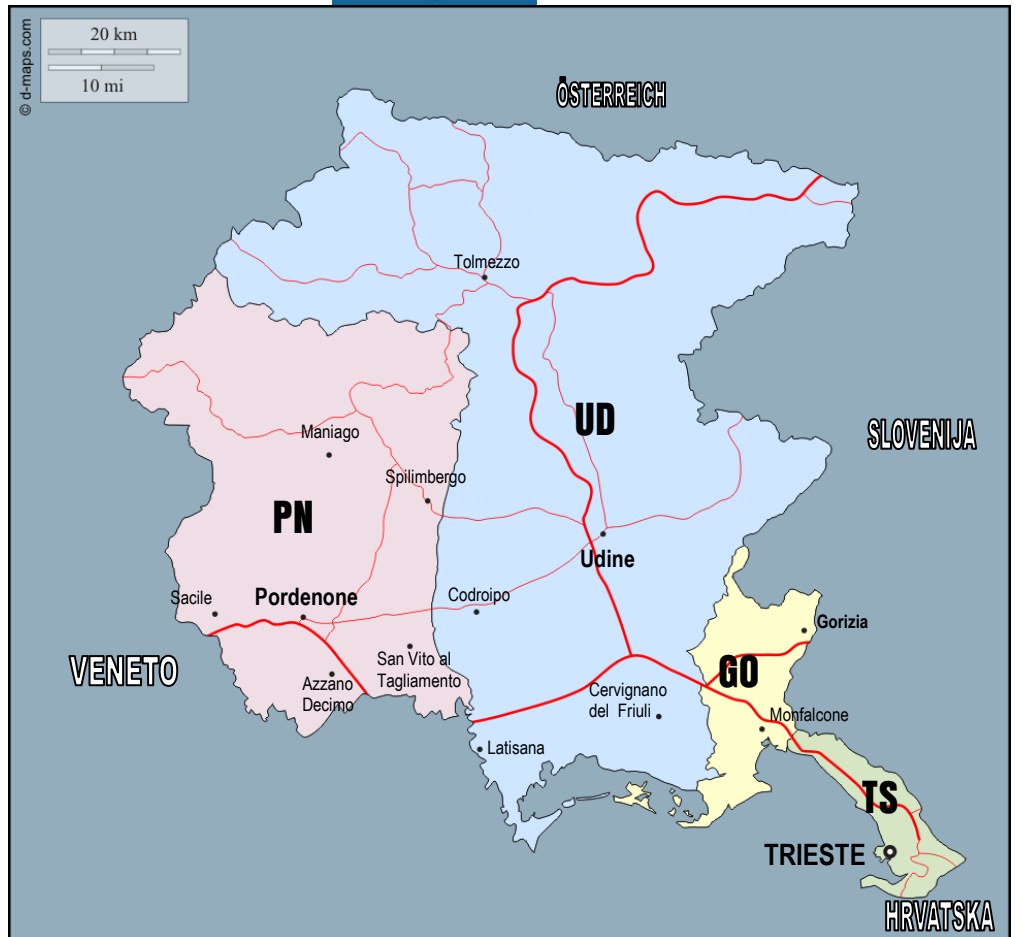 20 km
10 mi
© d-maps.com
ÖSTERREICH
Tolmezzo
UD
SLOVENIJA
Maniago
Spilimbergo
PN
Udine
Sacile
Pordenone
Codroipo
Gorizia
VENETO
San Vito al
Tagliamento
GO
Azzano
Decimo
Cervignano
del Friuli
Monfalcone
Latisana
TS
TRIESTE
HRVATSKA